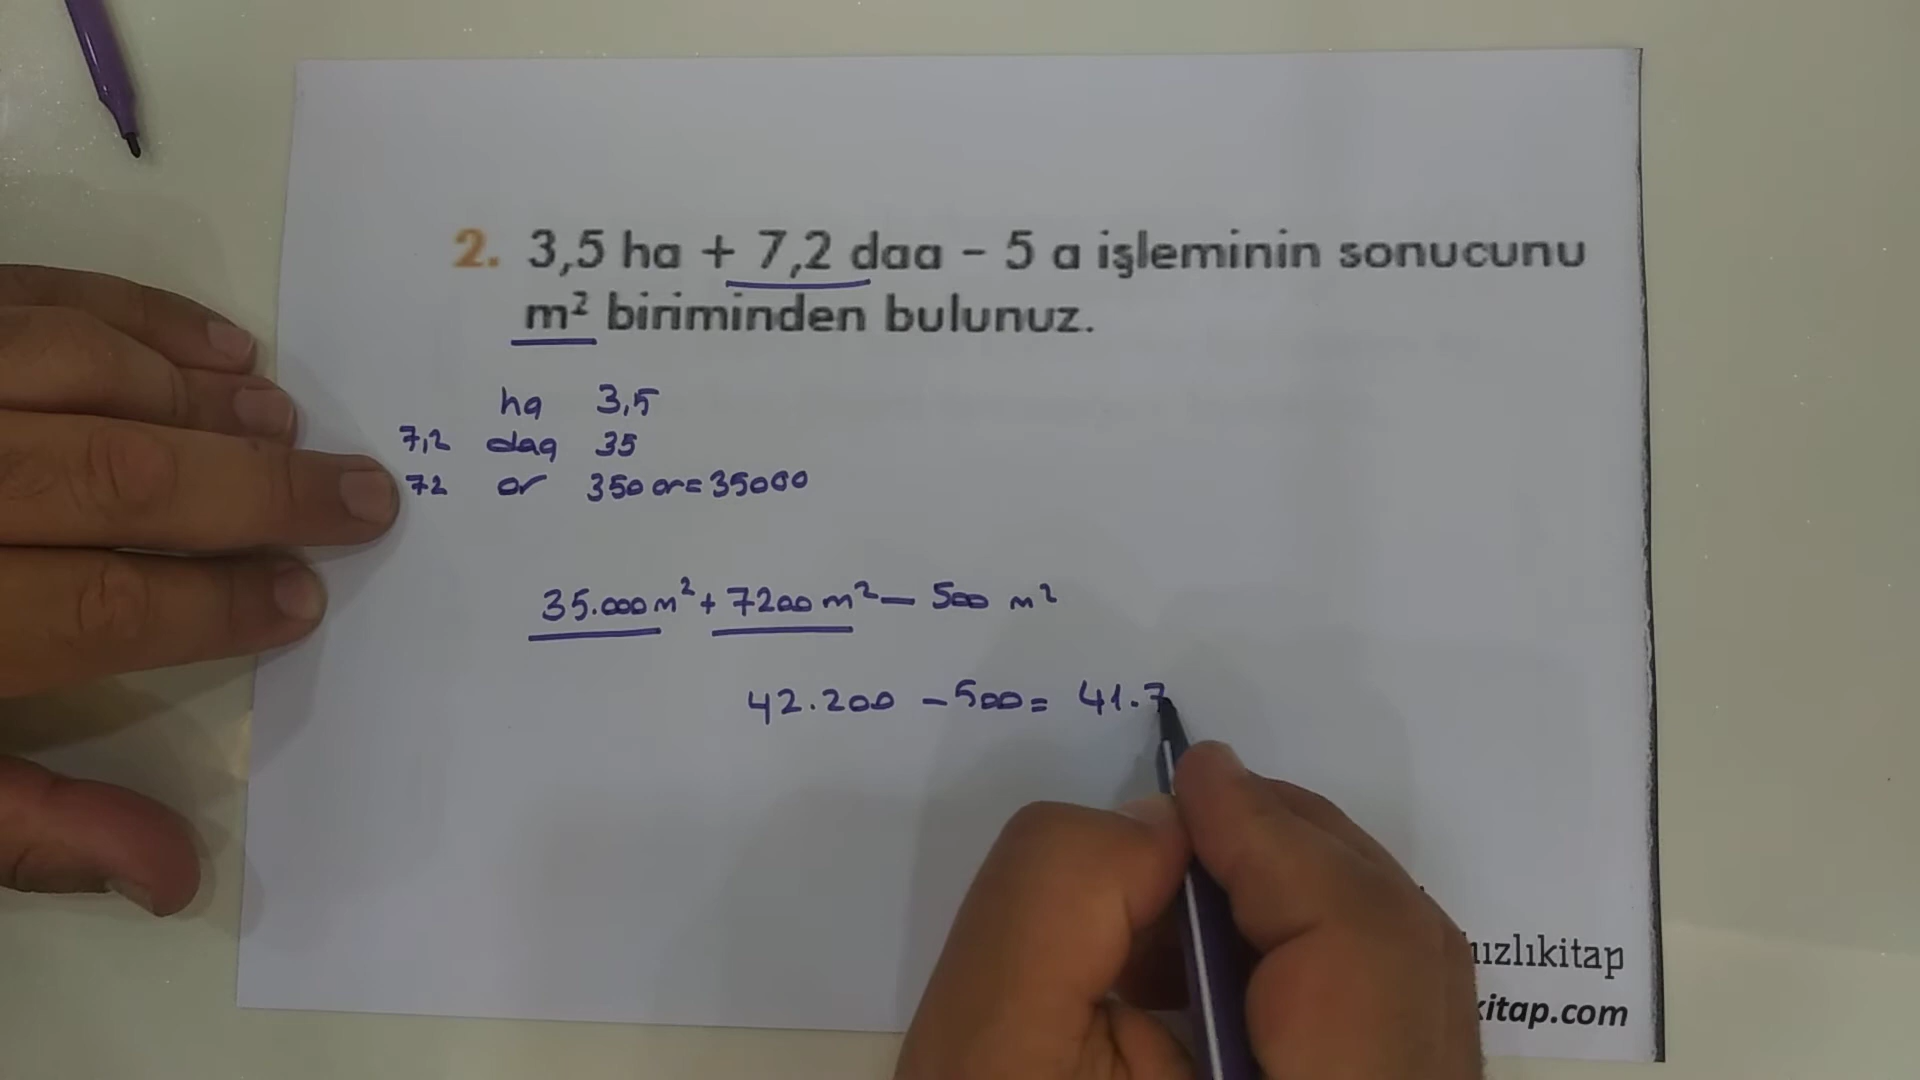 2. 3,5 ha + 7,2 daa – 5 a işleminin sonucunu
m² biriminden bulunuz.
ha 3,5
7,2 daa 35
72 ar 350 ar = 35000
35.000 m² + 7200 m² – 500 m²
42.200 – 500 = 41.7
hızlıkitap
kitap.com